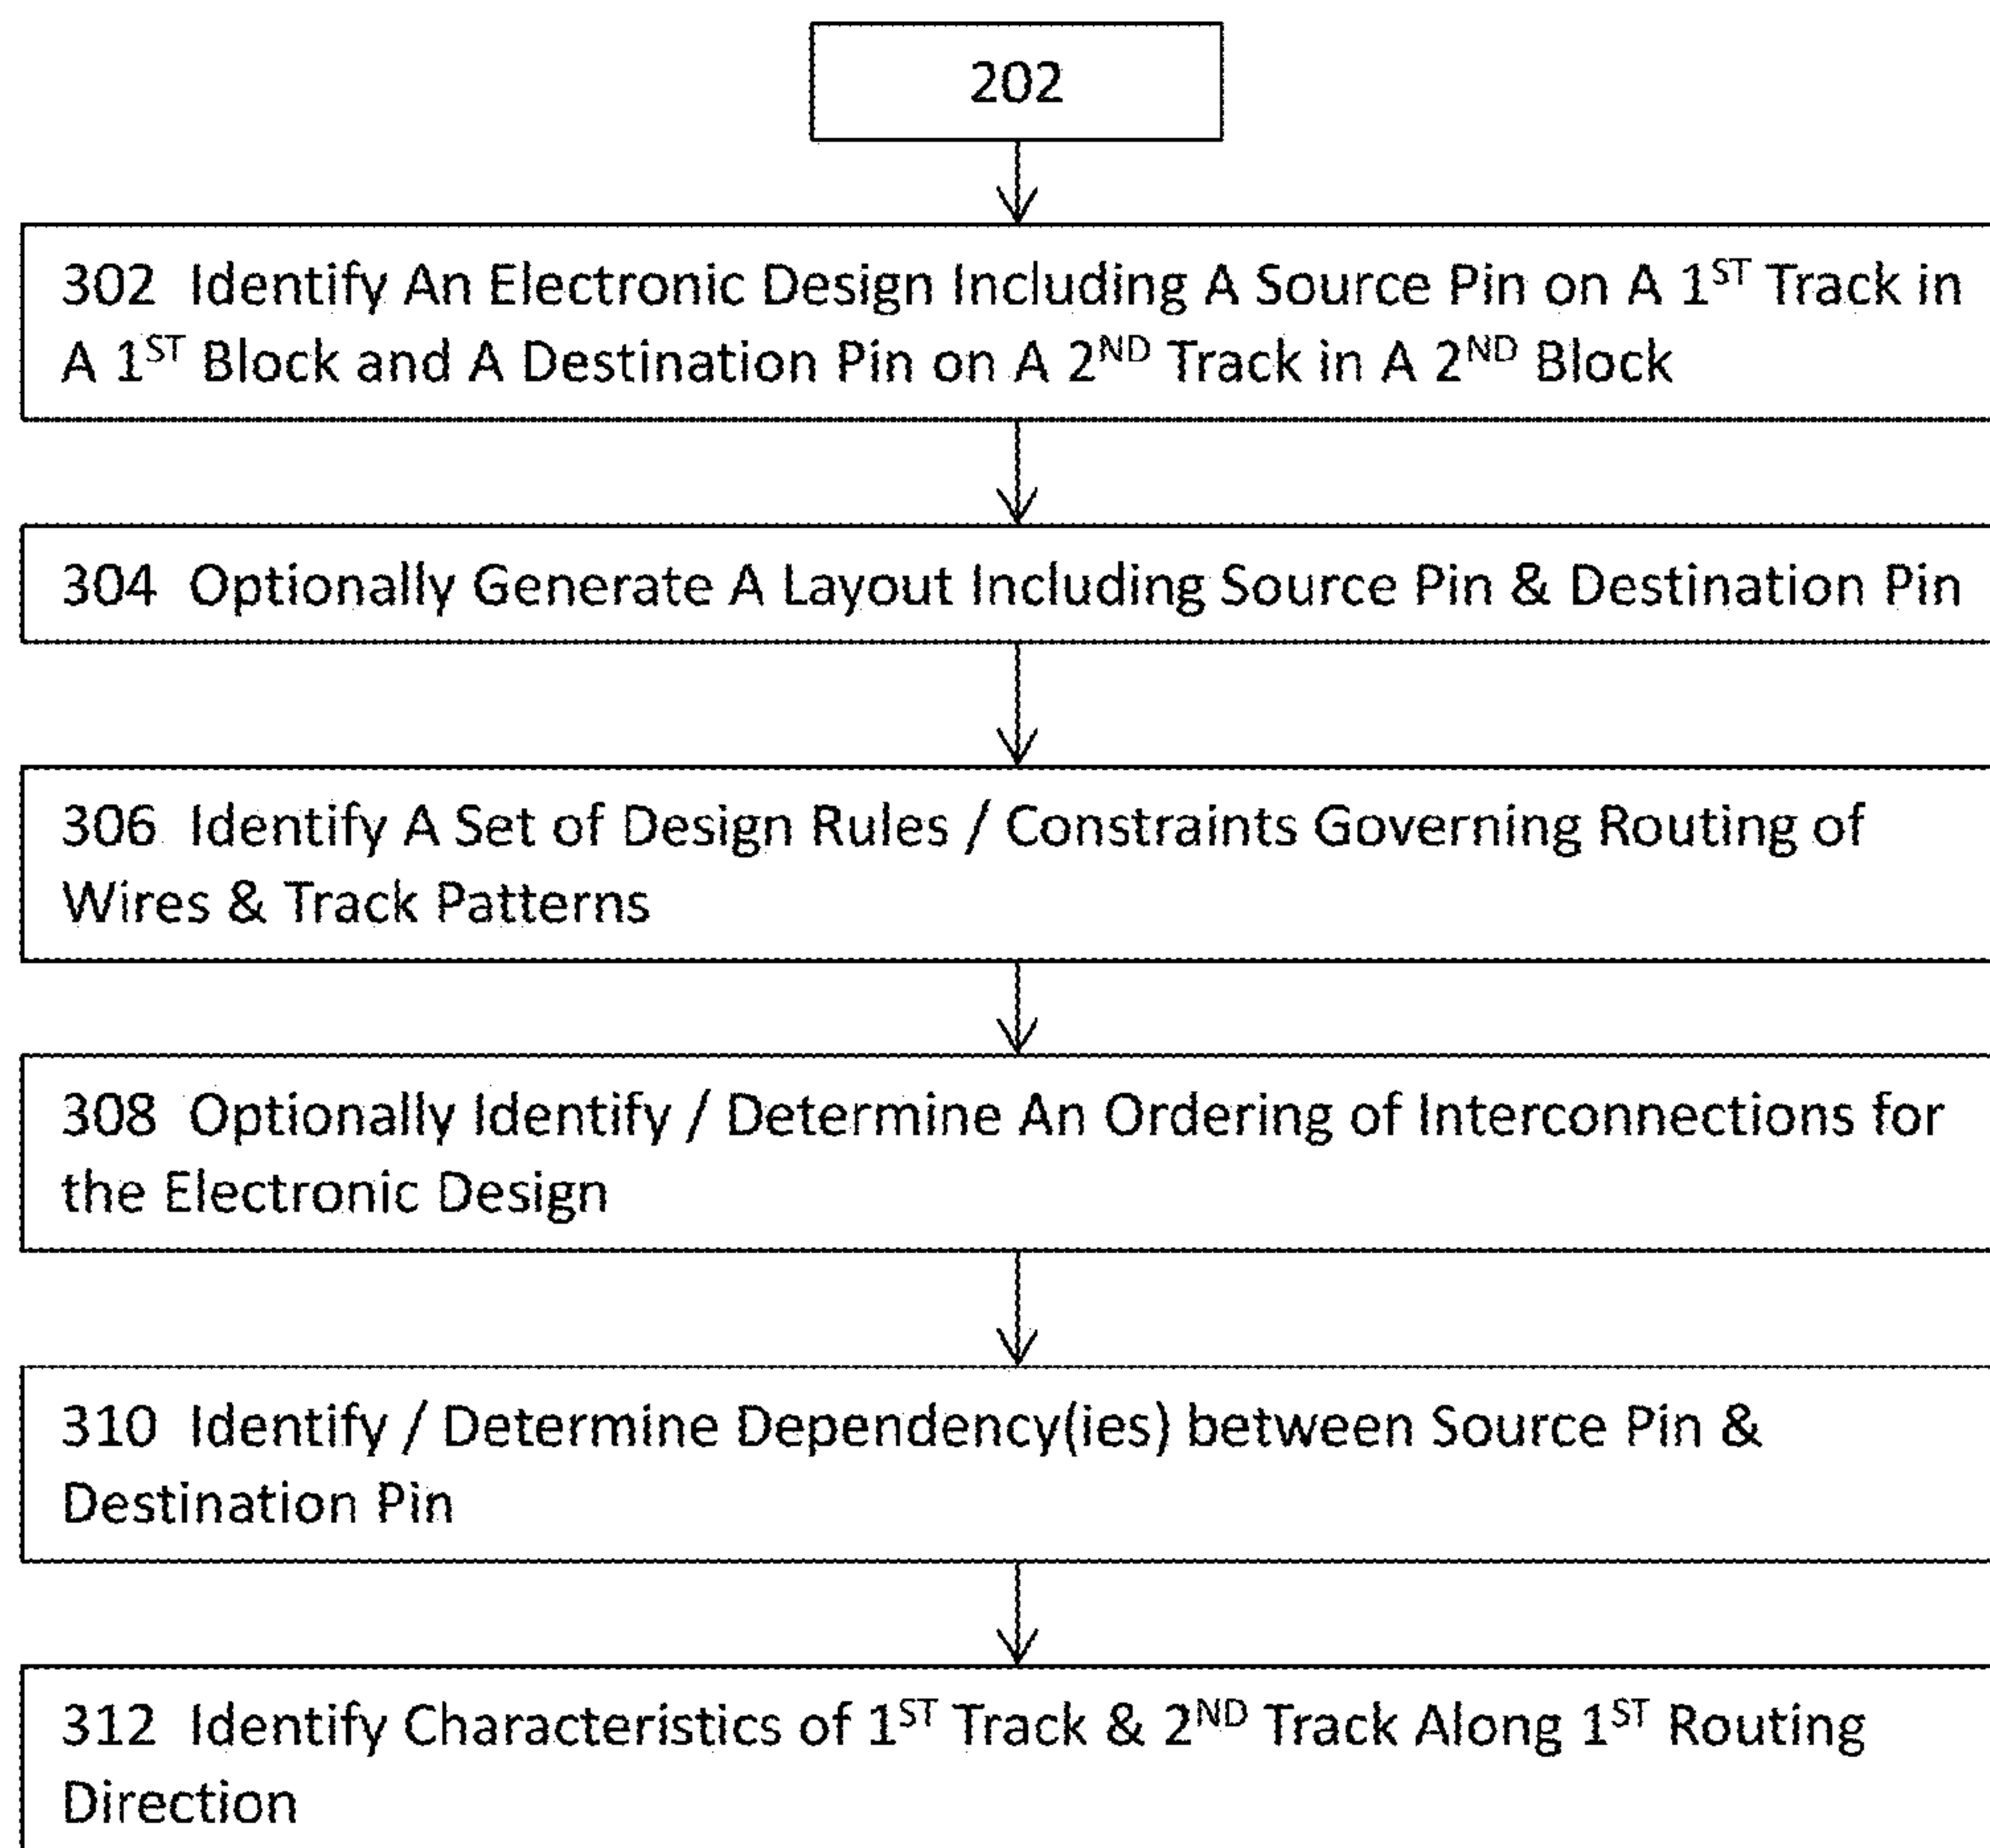 202
302 Identify An Electronic Design Including A Source Pin on A 1ST Track in
A 1ST Block and A Destination Pin on A 2ND Track in A 2ND Block
304 Optionally Generate A Layout Including Source Pin & Destination Pin
306 Identify A Set of Design Rules / Constraints Governing Routing of
Wires & Track Patterns
308 Optionally Identify / Determine An Ordering of Interconnections for
the Electronic Design
310 Identify / Determine Dependency(ies) between Source Pin &
Destination Pin
312 Identify Characteristics of 1ST Track & 2ND Track Along 1ST Routing
Direction